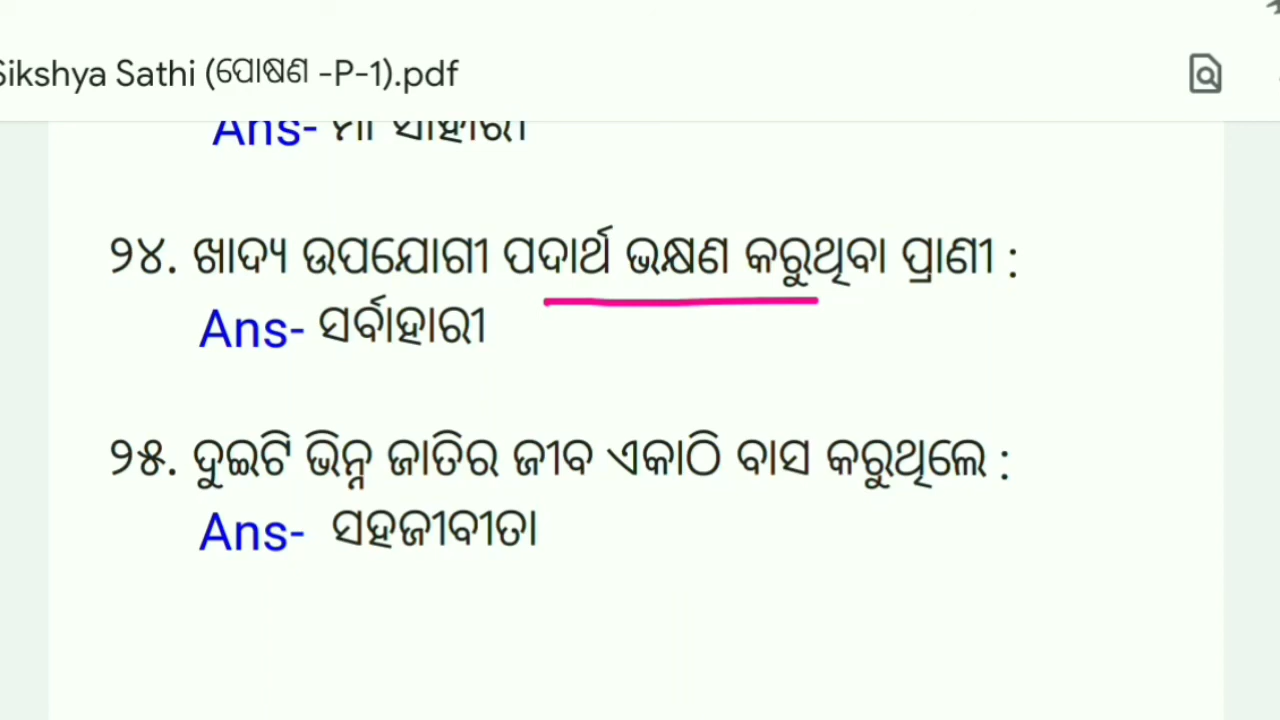 Sikshya Sathi (ପୋଷଣ -P-1).pdf
Ans- ମାଂସାହାରୀ
୨୪. ଖାଦ୍ୟ ଉପଯୋଗୀ ପଦାର୍ଥ ଭକ୍ଷଣ କରୁଥିବା ପ୍ରାଣୀ :
Ans- ସର୍ବାହାରୀ
୨୫. ଦୁଇଟି ଭିନ୍ନ ଜାତିର ଜୀବ ଏକାଠି ବାସ କରୁଥିଲେ :
Ans- ସହଜୀବୀତା